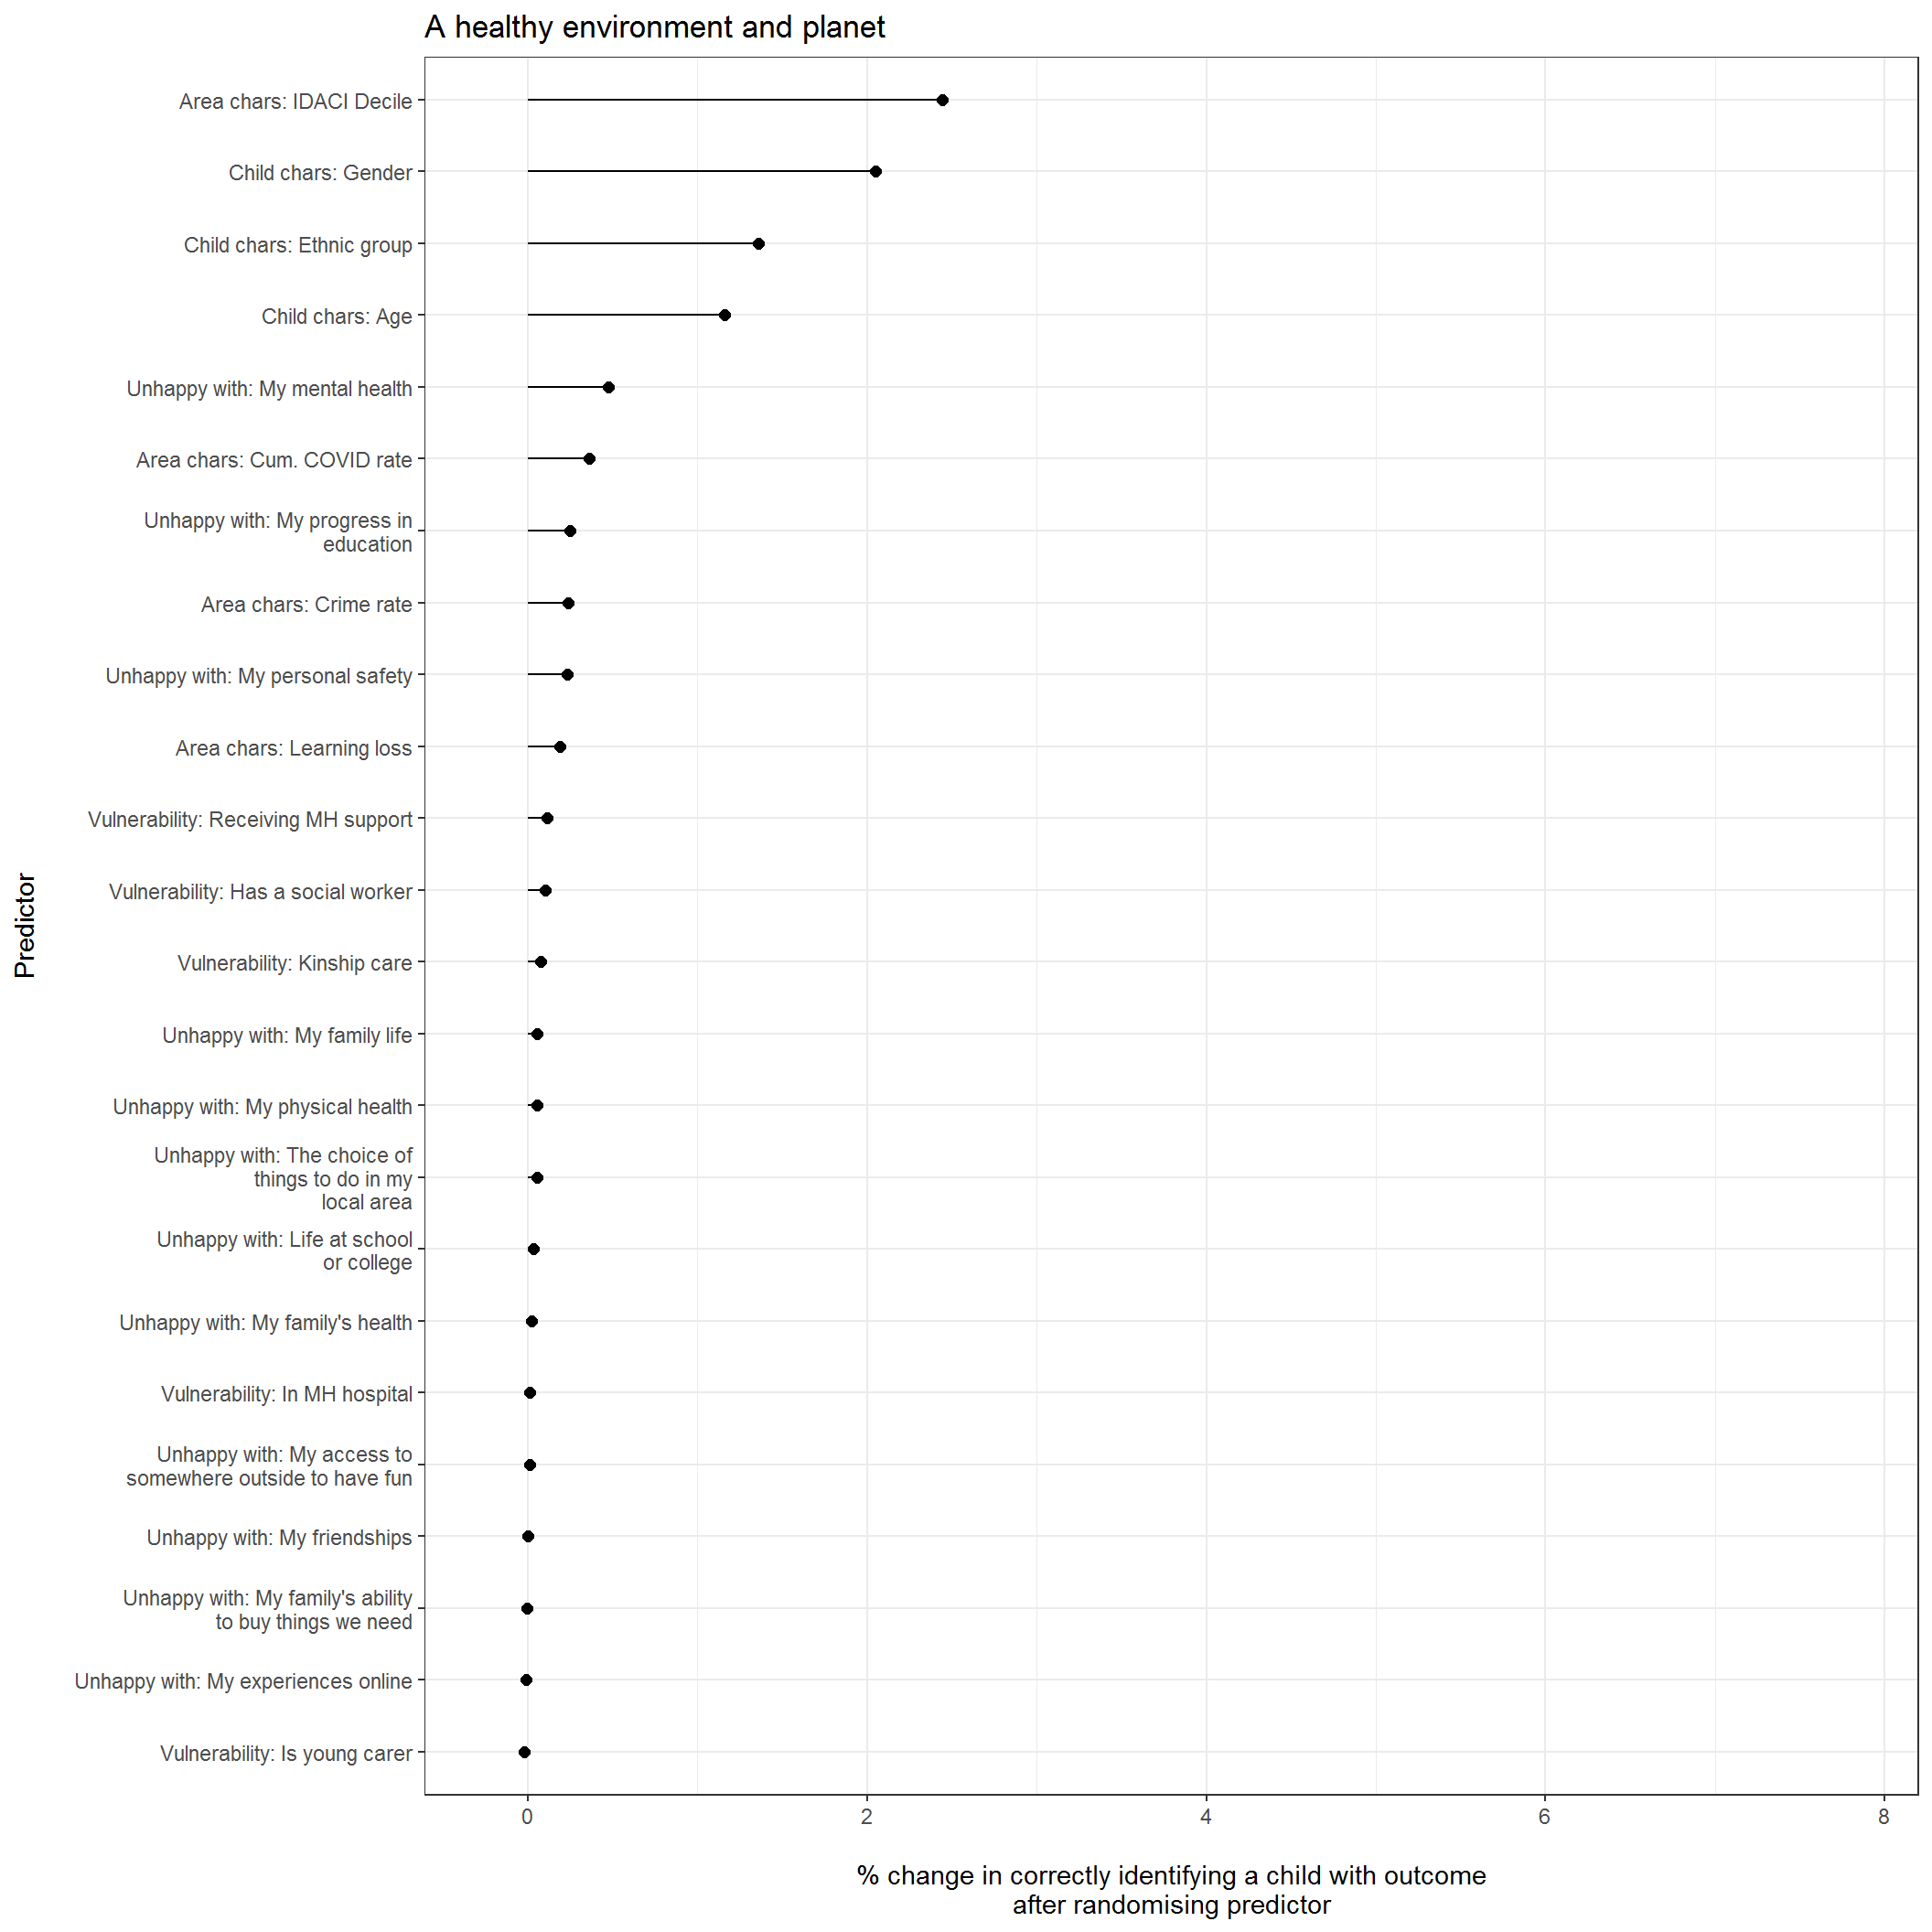 A healthy environment and planet
Area chars: IDACI Decile
Child chars: Gender
Child chars: Ethnic group
Child chars: Age
Unhappy with: My mental health
Area chars: Cum. COVID rate
Unhappy with: My progress in
education
Area chars: Crime rate
Unhappy with: My personal safety
Area chars: Learning loss
Vulnerability: Receiving MH support
Vulnerability: Has a social worker
Vulnerability: Kinship care
Unhappy with: My family life
Unhappy with: My physical health
Unhappy with: The choice of
things to do in my
local area
Unhappy with: Life at school
or college
Unhappy with: My family's health
Vulnerability: In MH hospital
Unhappy with: My access to
somewhere outside to have fun
Unhappy with: My friendships
Unhappy with: My family's ability
to buy things we need
Unhappy with: My experiences online
Vulnerability: Is young carer
Predictor
0 2 4 6 8
% change in correctly identifying a child with outcome
after randomising predictor